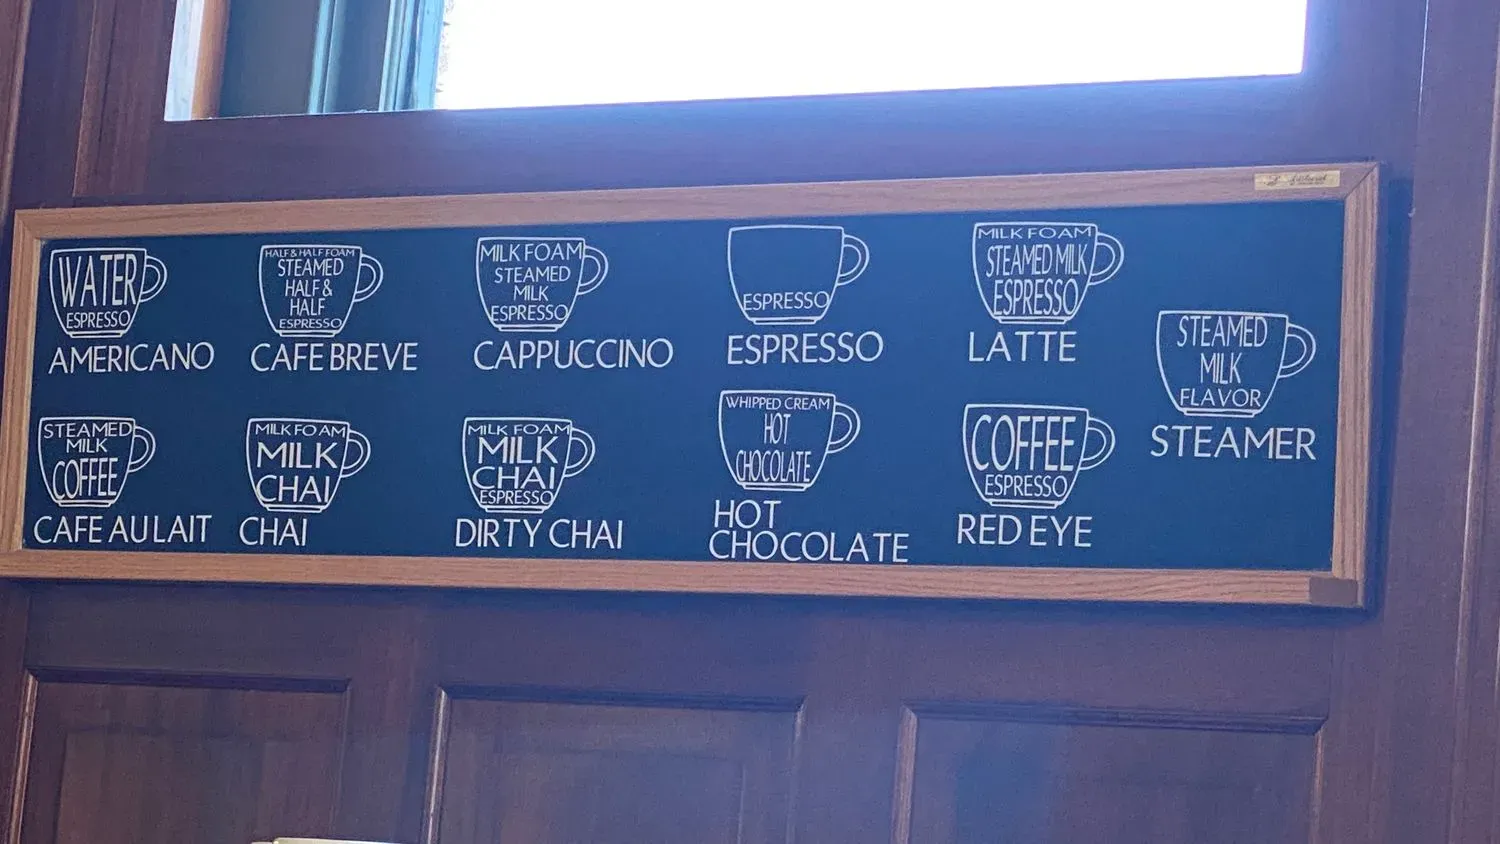 WATER
ESPRESSO
AMERICANO
HALF & HALF FOAM
STEAMED
HALF &
HALF
ESPRESSO
CAFE BREVE
MILK FOAM
STEAMED
MILK
ESPRESSO
CAPPUCCINO
ESPRESSO
ESPRESSO
MILK FOAM
STEAMED MILK
ESPRESSO
LATTE
STEAMED
MILK
FLAVOR
STEAMER
STEAMED
MILK
COFFEE
CAFE AU LAIT
MILK FOAM
MILK
CHAI
CHAI
MILK FOAM
MILK
CHAI
ESPRESSO
DIRTY CHAI
WHIPPED CREAM
HOT
CHOCOLATE
HOT
CHOCOLATE
COFFEE
ESPRESSO
RED EYE